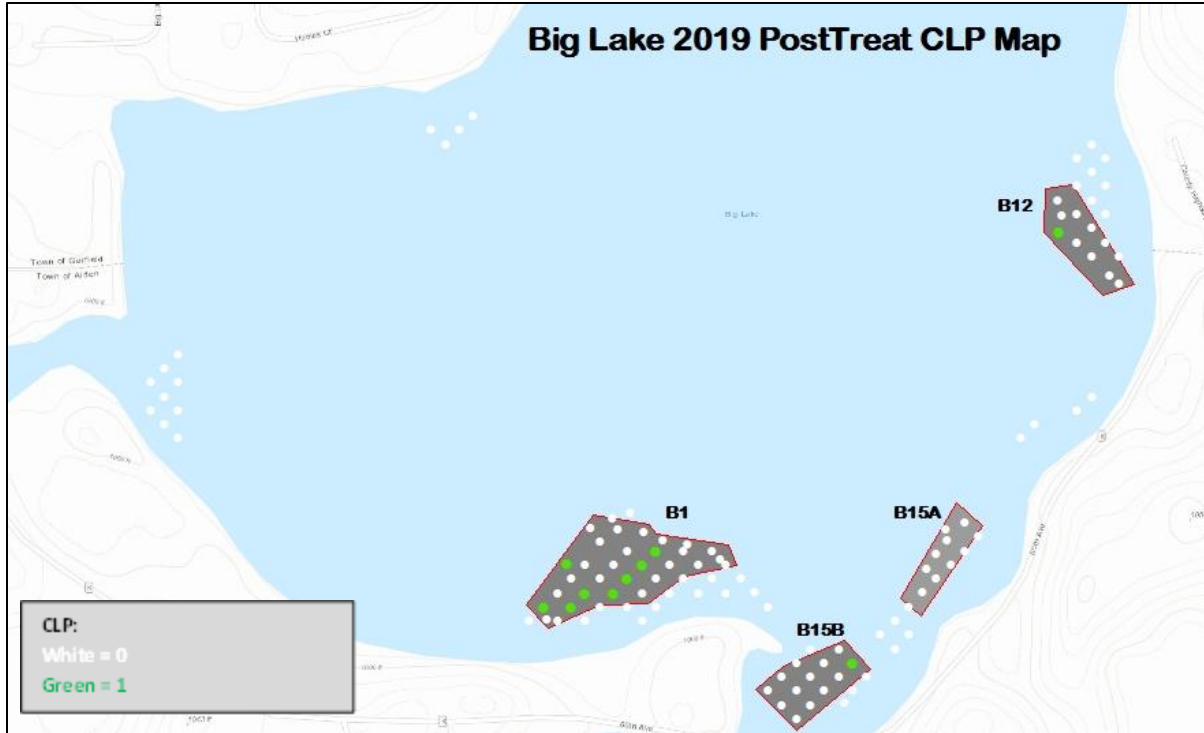 Big Lake 2019 PostTreat CLP Map
B12
Big Lake
Town of Garfield
Town of Alden
B1
B15A
B15B
CLP:
White = 0
Green = 1
K
K